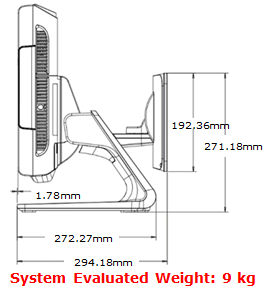 192.36mm
271.18mm
1.78mm
272.27mm
294.18mm
System Evaluated Weight: 9 kg